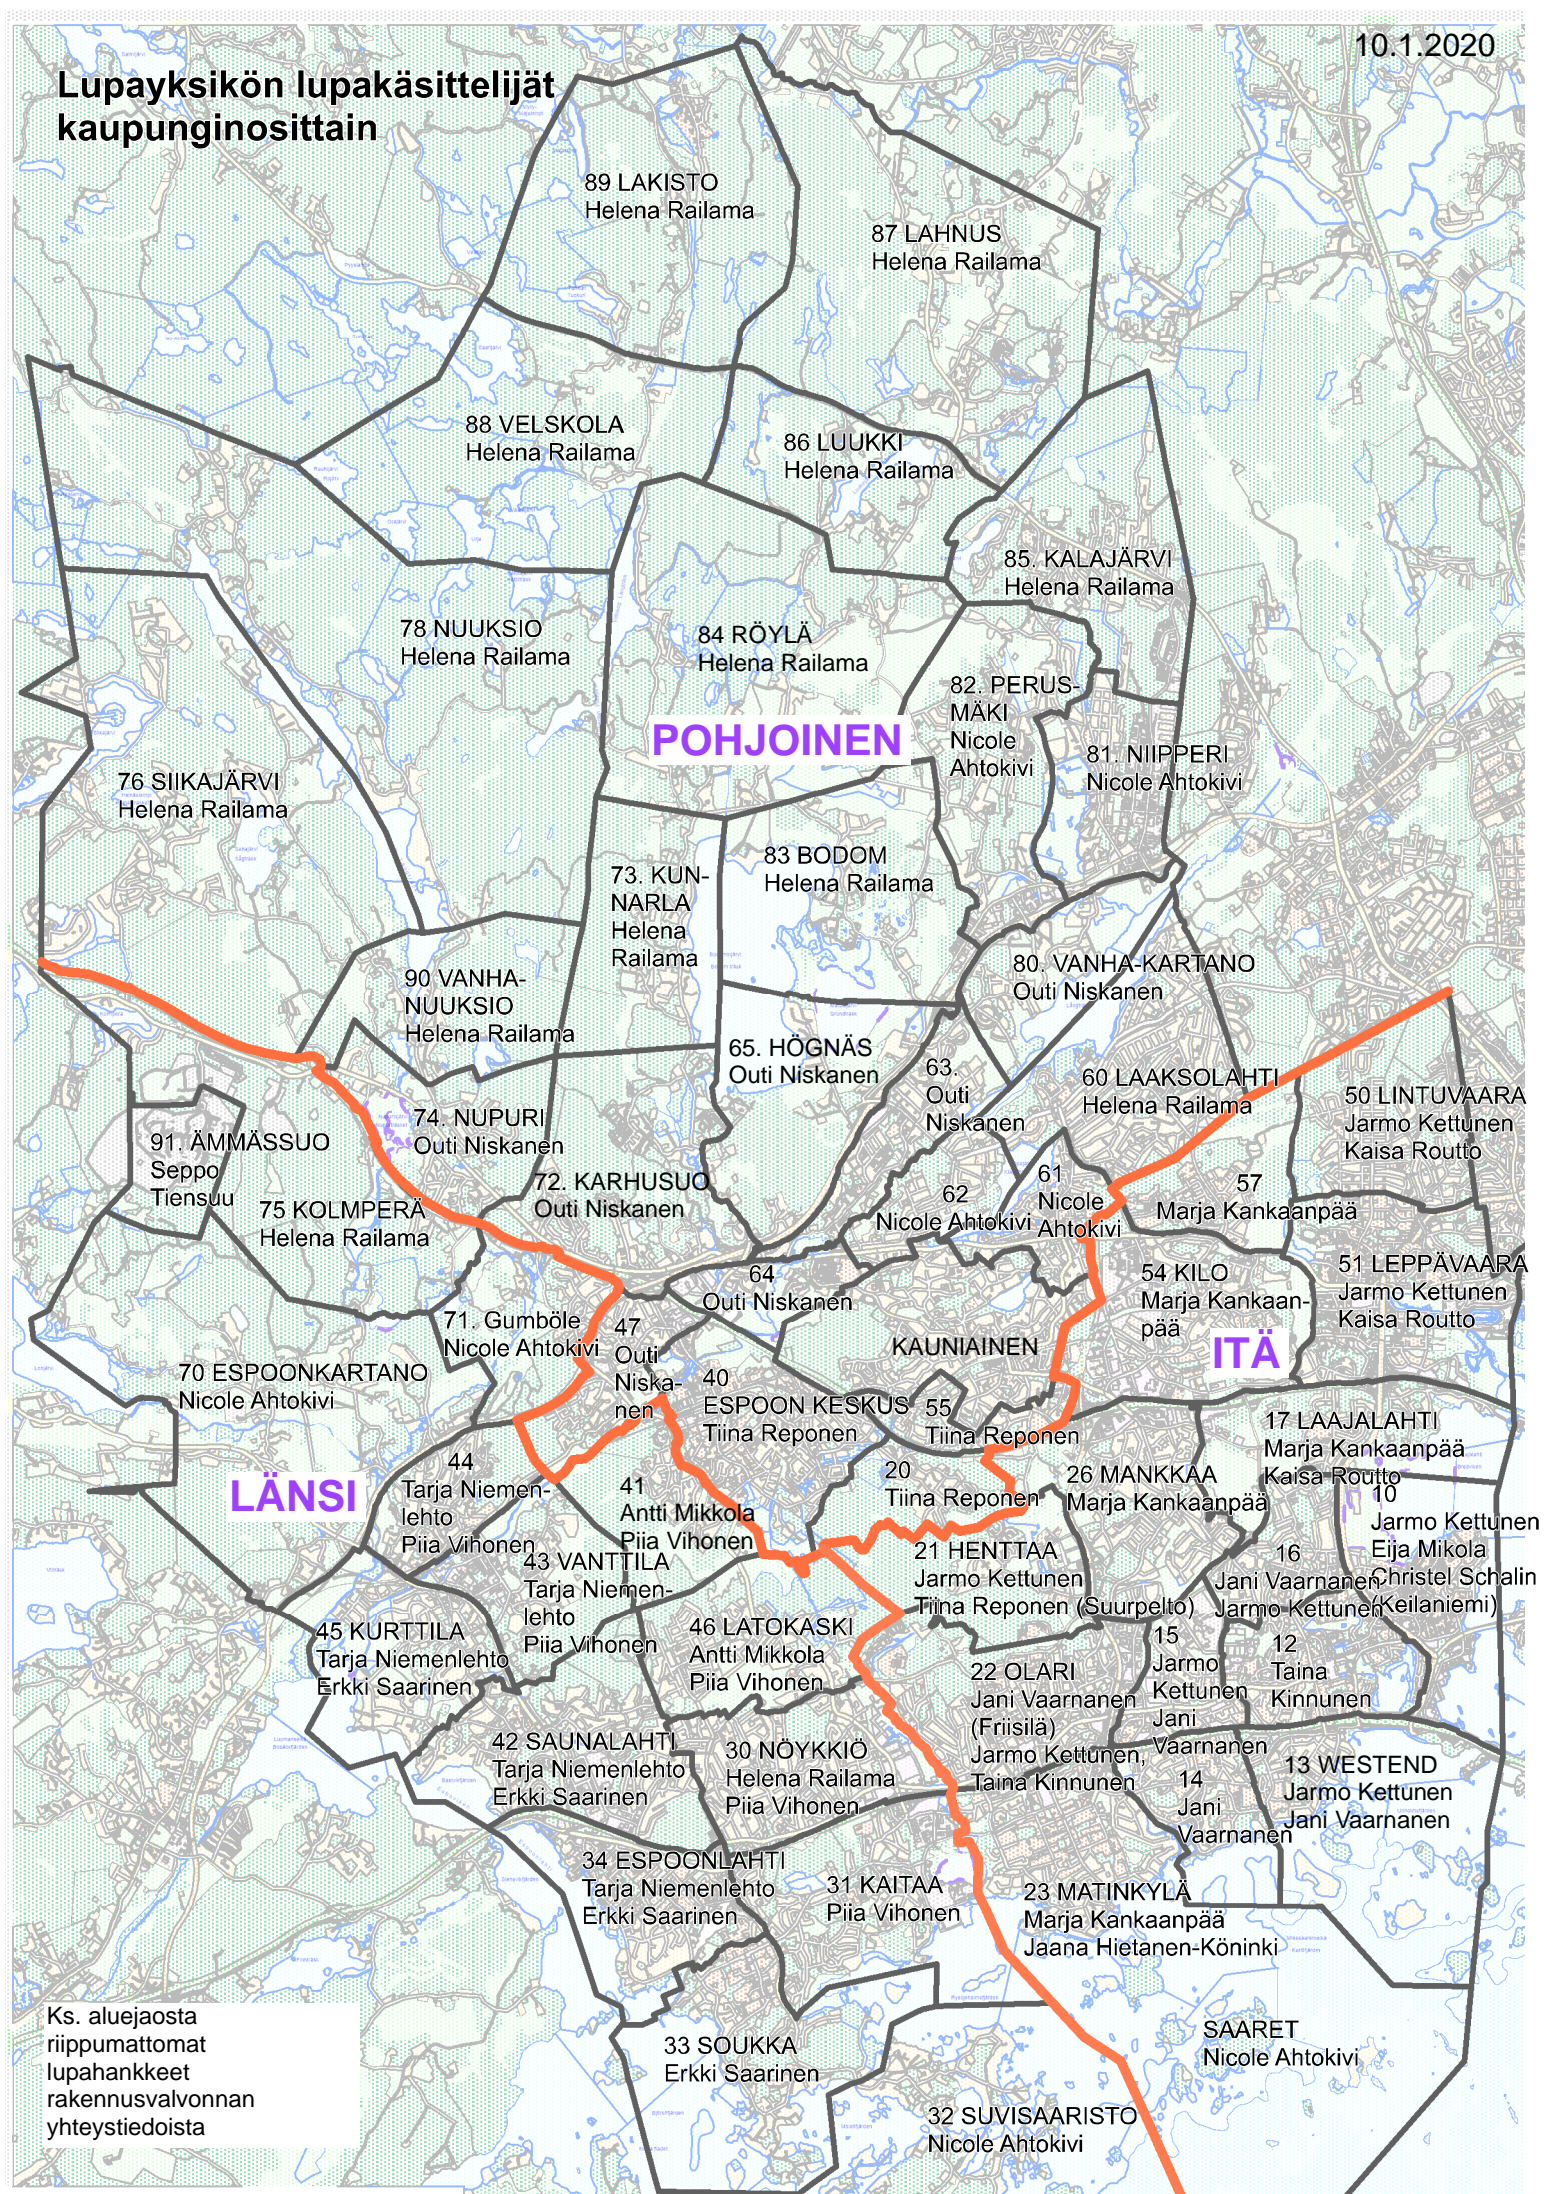 10.1.2020
Lupayksikön lupakäsittelijät
kaupunginosittain
89 LAKISTO
Helena Railama
87 LAHNUS
Helena Railama
88 VELSKOLA
Helena Railama
86 LUUKKI
Helena Railama
85. KALAJÄRVI
Helena Railama
78 NUUKSIO
Helena Railama
84 RÖYLÄ
Helena Railama
82. PERUS-
MÄKI
Nicole
Ahtokivi
POHJOINEN
81. NIIPPERI
Nicole Ahtokivi
76 SIIKAJÄRVI
Helena Railama
83 BODOM
Helena Railama
73. KUN-
NARLA
Helena
Railama
80. VANHA-KARTANO
Outi Niskanen
90 VANHA-
NUUKSIO
Helena Railama
65. HÖGNÄS
Outi Niskanen
63.
Outi
Niskanen
60 LAAKSOLAHTI
Helena Railama
50 LINTUVAARA
Jarmo Kettunen
Kaisa Routto
74. NUPURI
Outi Niskanen
91. ÄMMÄSSUO
Seppo
Tiensuu
72. KARHUSUO
Outi Niskanen
62
Nicole Ahtokivi
61
Nicole
Ahtokivi
57
Marja Kankaanpää
75 KOLMPERÄ
Helena Railama
64
Outi Niskanen
54 KILO
Marja Kankaan-
pää
51 LEPPÄVAARA
Jarmo Kettunen
Kaisa Routto
71. Gumböle
Nicole Ahtokivi
47
Outi
Niska-
nen
KAUNIAINEN
ITÄ
70 ESPOONKARTANO
Nicole Ahtokivi
40
ESPOON KESKUS
Tiina Reponen
55
Tiina Reponen
17 LAAJALAHTI
Marja Kankaanpää
Kaisa Routto
LÄNSI
44
Tarja Niemen-
lehto
Piia Vihonen
41
Antti Mikkola
Piia Vihonen
20
Tiina Reponen
26 MANKKAA
Marja Kankaanpää
10
Jarmo Kettunen
Eija Mikola
Christel Schalin
(Keilaniemi)
43 VANTTILA
Tarja Niemen-
lehto
Piia Vihonen
21 HENTTAA
Jarmo Kettunen
Tiina Reponen (Suurpelto)
16
Jani Vaarnanen
Jarmo Kettunen
45 KURTTILA
Tarja Niemenlehto
Erkki Saarinen
46 LATOKASKI
Antti Mikkola
Piia Vihonen
22 OLARI
Jani Vaarnanen
(Friisilä)
Jarmo Kettunen,
Taina Kinnunen
15
Jarmo
Kettunen
Jani
Vaarnanen
12
Taina
Kinnunen
42 SAUNALAHTI
Tarja Niemenlehto
Erkki Saarinen
30 NÖYKKIÖ
Helena Railama
Piia Vihonen
14
Jani
Vaarnanen
13 WESTEND
Jarmo Kettunen
Jani Vaarnanen
34 ESPOONLAHTI
Tarja Niemenlehto
Erkki Saarinen
31 KAITAA
Piia Vihonen
23 MATINKYLÄ
Marja Kankaanpää
Jaana Hietanen-Köninki
Ks. aluejaosta
riippumattomat
lupahankkeet
rakennusvalvonnan
yhteystiedoista
33 SOUKKA
Erkki Saarinen
SAARET
Nicole Ahtokivi
32 SUVISAARISTO
Nicole Ahtokivi